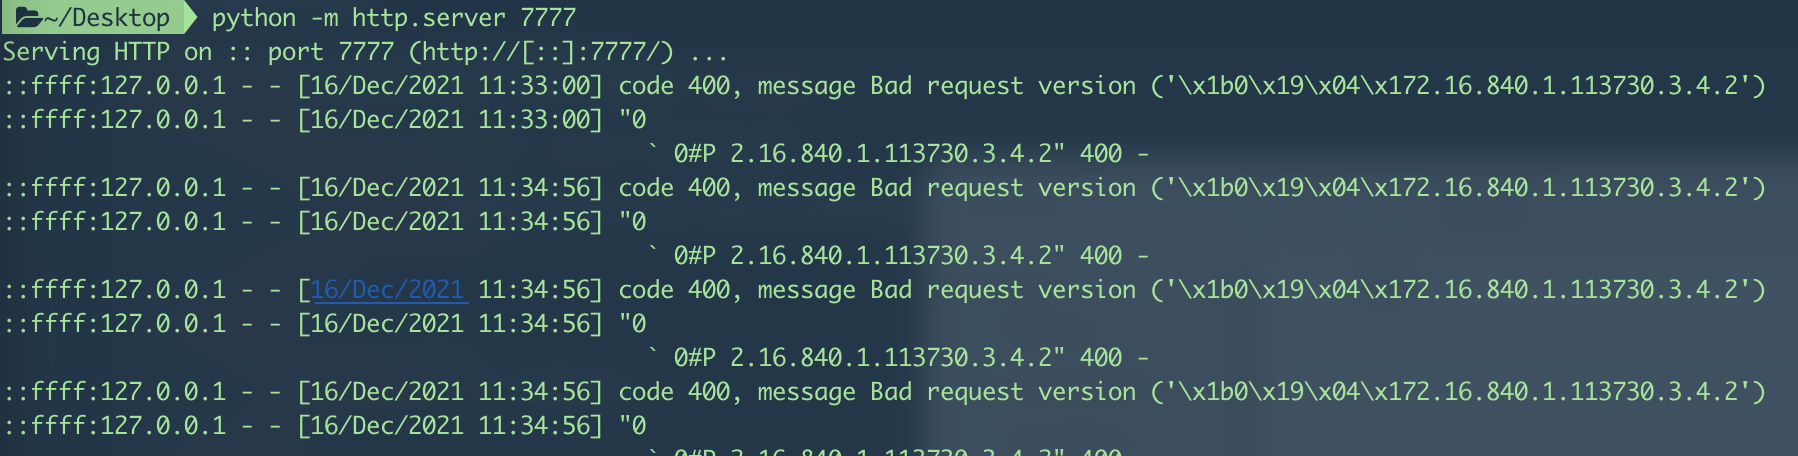 ~/Desktop python -m http.server 7777
Serving HTTP on :: port 7777 (http://[::]:7777/) ...
::ffff:127.0.0.1 - - [16/Dec/2021 11:33:00] code 400, message Bad request version ('\x1b0\x19\x04\x172.16.840.1.113730.3.4.2')
::ffff:127.0.0.1 - - [16/Dec/2021 11:33:00] "0
` 0#P 2.16.840.1.113730.3.4.2" 400 -
::ffff:127.0.0.1 - - [16/Dec/2021 11:34:56] code 400, message Bad request version ('\x1b0\x19\x04\x172.16.840.1.113730.3.4.2')
::ffff:127.0.0.1 - - [16/Dec/2021 11:34:56] "0
` 0#P 2.16.840.1.113730.3.4.2" 400 -
::ffff:127.0.0.1 - - [16/Dec/2021 11:34:56] code 400, message Bad request version ('\x1b0\x19\x04\x172.16.840.1.113730.3.4.2')
::ffff:127.0.0.1 - - [16/Dec/2021 11:34:56] "0
` 0#P 2.16.840.1.113730.3.4.2" 400 -
::ffff:127.0.0.1 - - [16/Dec/2021 11:34:56] code 400, message Bad request version ('\x1b0\x19\x04\x172.16.840.1.113730.3.4.2')
::ffff:127.0.0.1 - - [16/Dec/2021 11:34:56] "0